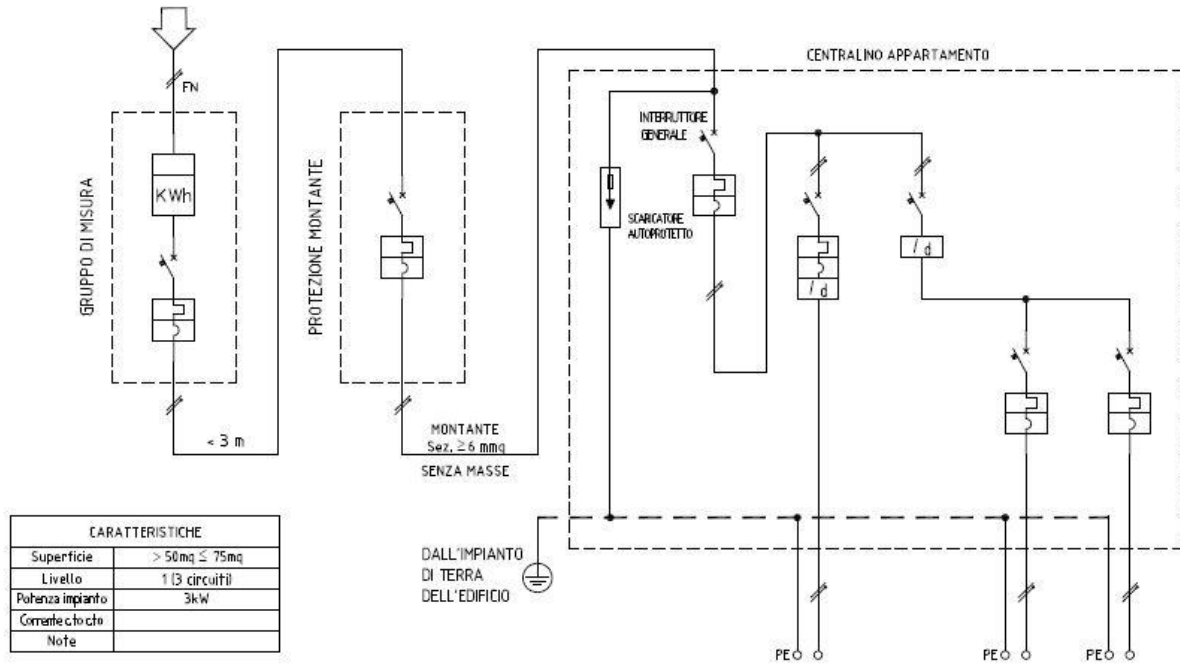 FN
GRUPPO DI MISURA
KWh
< 3 m
PROTEZIONE MONTANTE
MONTANTE
Sez. ≥6 mmq
SENZA MASSE
CENTRALINO APPARTAMENTO
INTERRUTTORE
GENERALE
SCARICATORE
AUTOPROTETTO
I d
I d
DALL'IMPIANTO
DI TERRA
DELL'EDIFICIO
PE
PE
PE
CARATTERISTICHE
Superficie > 50mq ≤ 75mq
Livello 1 (3 circuiti)
Potenza impianto 3kW
Corrente c.to c.to
Note